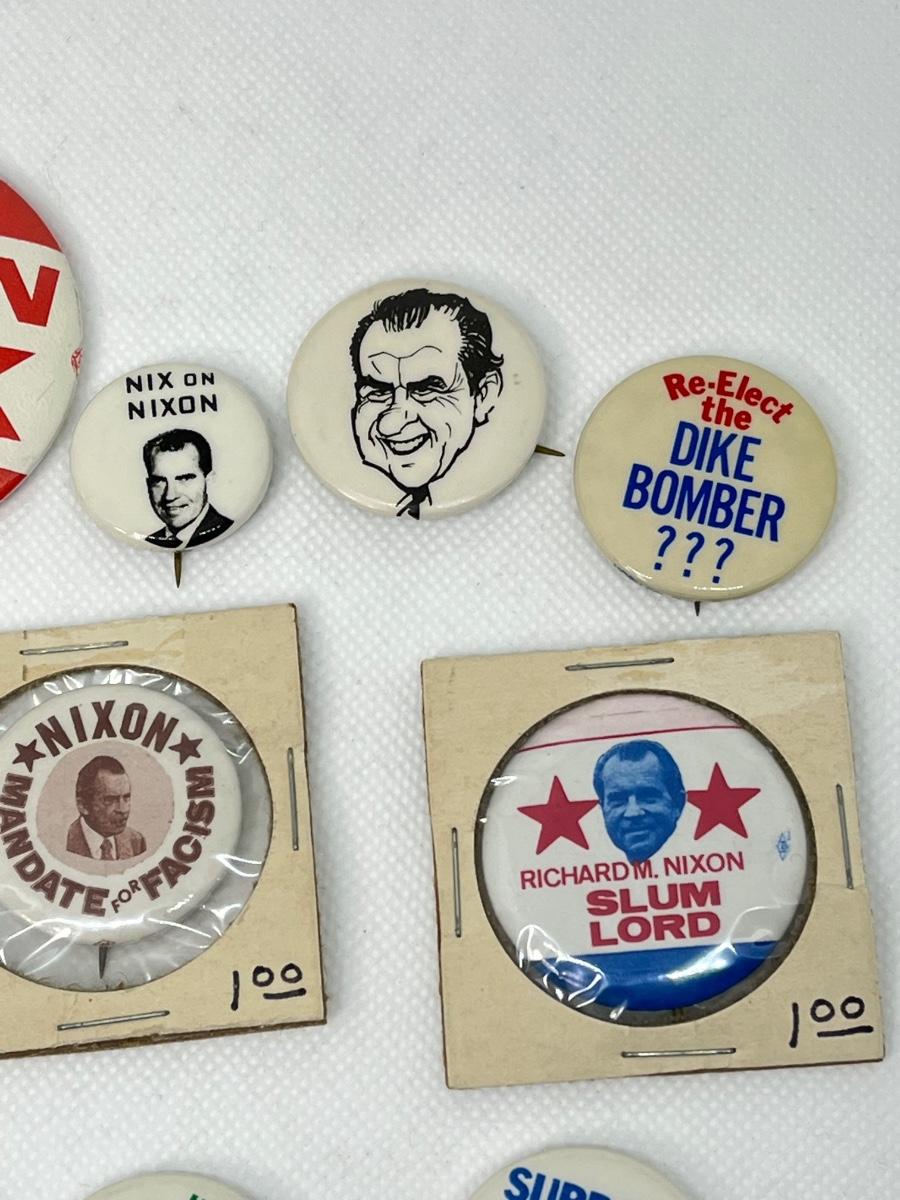 V
NIX ON
NIXON
Re-Elect
the
DIKE
BOMBER
???
NIXON
MANDATE FOR FACISM
1.00
RICHARD M. NIXON
SLUM
LORD
1.00